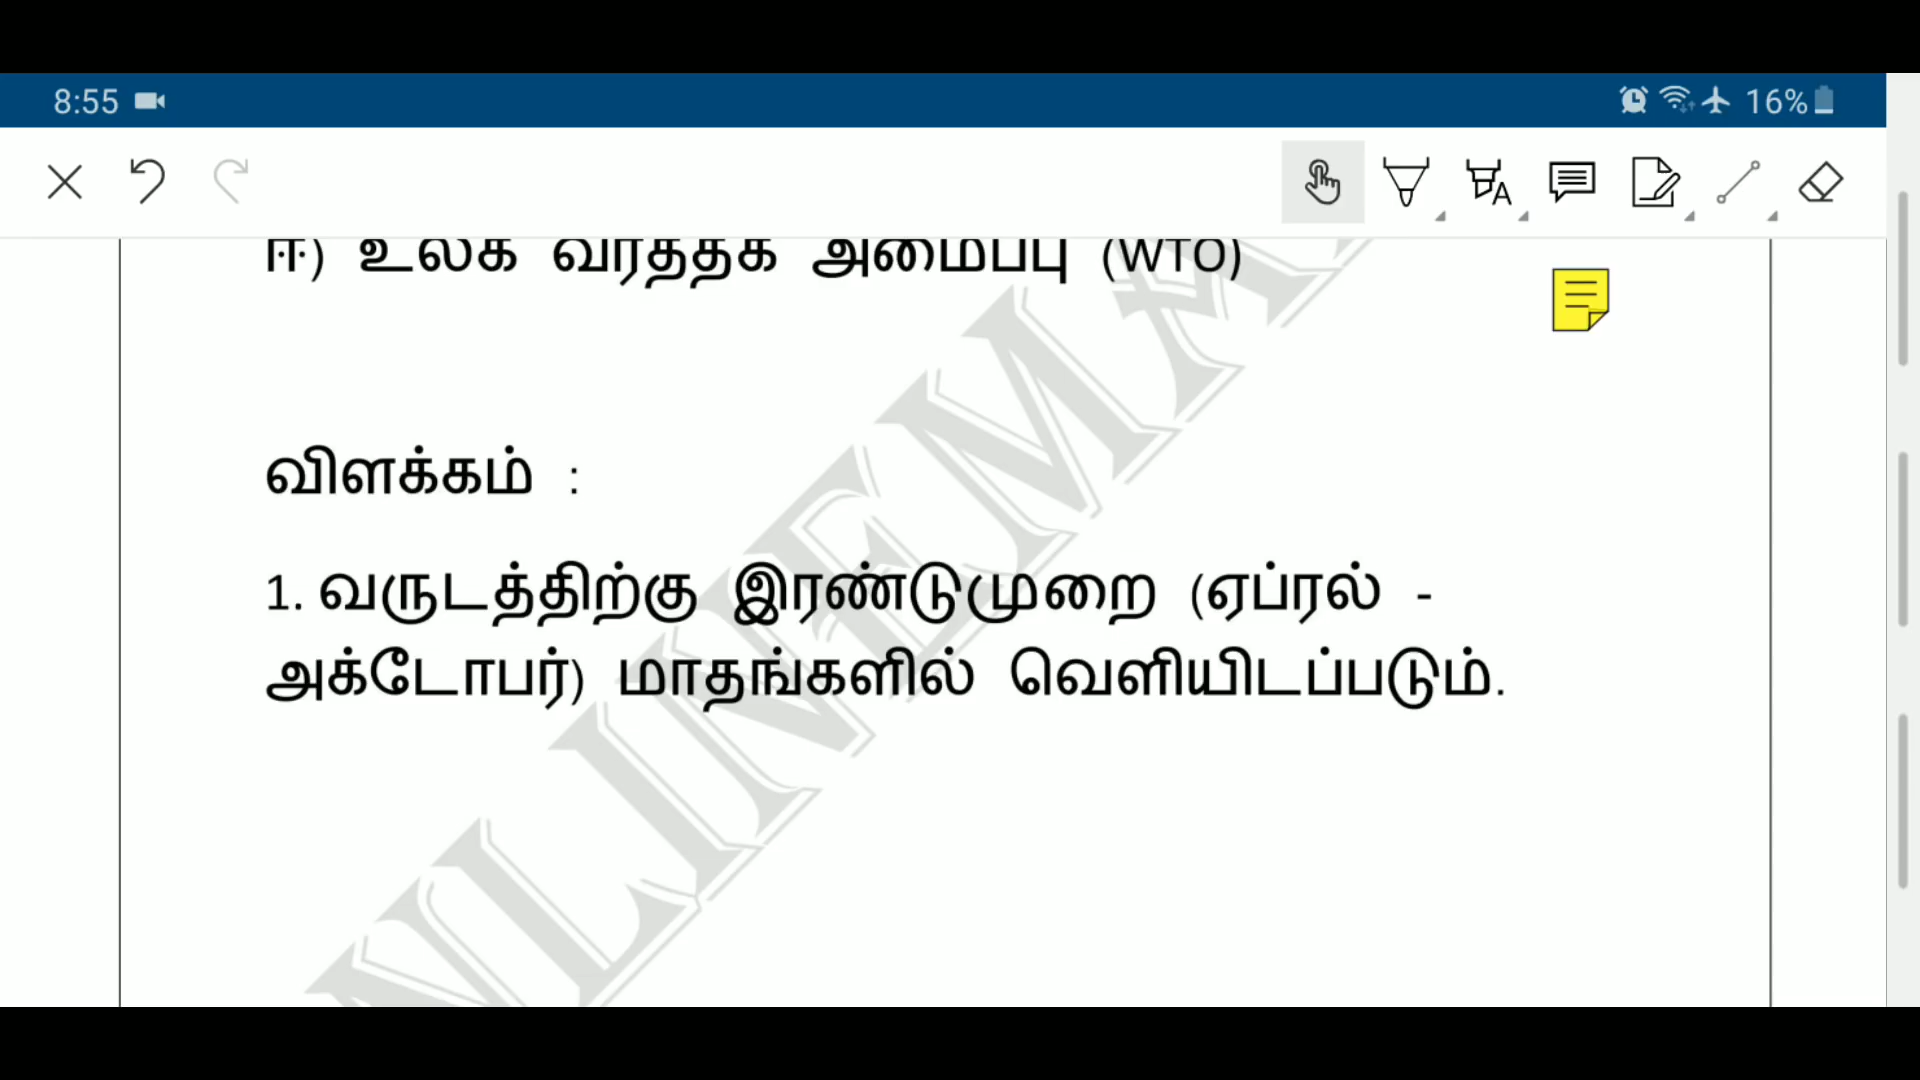 8:55 16%
ஈ) உலக வர்த்தக அமைப்பு (WTO)
விளக்கம் :
1. வருடத்திற்கு இரண்டுமுறை (ஏப்ரல் -
அக்டோபர்) மாதங்களில் வெளியிடப்படும்.